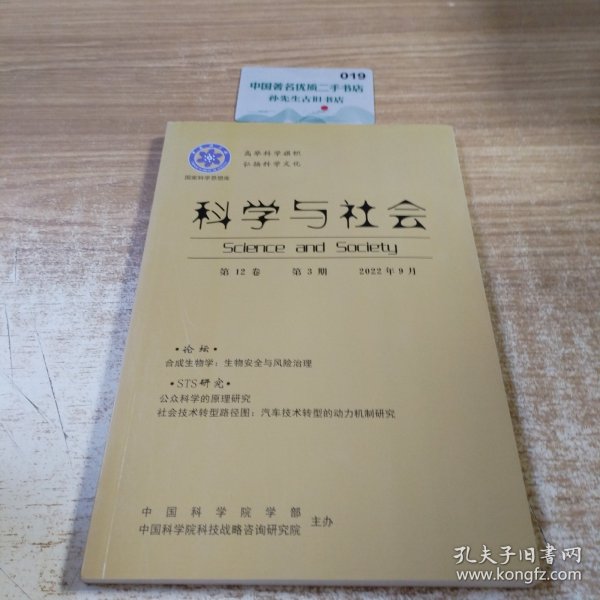 019
中国著名优质二手书店
孙先生古旧书店
国家科学思想库
高举科学旗帜
弘扬科学文化
科学与社会
Science and Society
第12卷 第3期 2022年9月
·论坛·
合成生物学：生物安全与风险治理
·STS研究·
公众科学的原理研究
社会技术转型路径图：汽车技术转型的动力机制研究
中国科学院学部
中国科学院科技战略咨询研究院
主办
孔夫子旧书网
www.kongfz.com